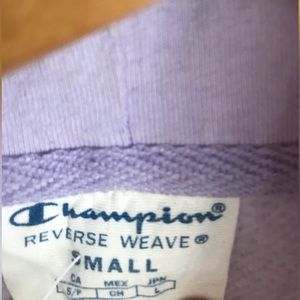 Champion
REVERSE WEAVE®
SMALL
CA MEX JPN
S/P CH L